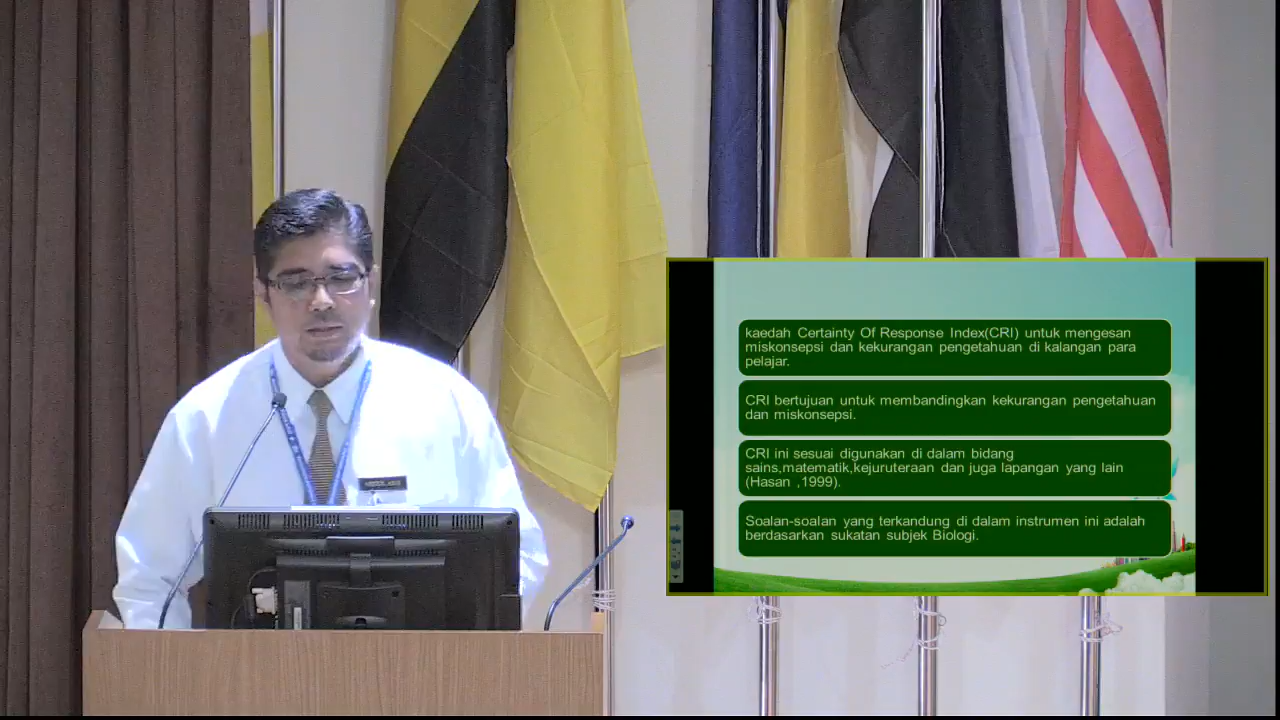 kaedah Certainty Of Response Index(CRI) untuk mengesan
miskonsepsi dan kekurangan pengetahuan di kalangan para
pelajar.
CRI bertujuan untuk membandingkan kekurangan pengetahuan
dan miskonsepsi.
CRI ini sesuai digunakan di dalam bidang
sains,matematik,kejuruteraan dan juga lapangan yang lain
(Hasan ,1999).
Soalan-soalan yang terkandung di dalam instrumen ini adalah
berdasarkan sukatan subjek Biologi.